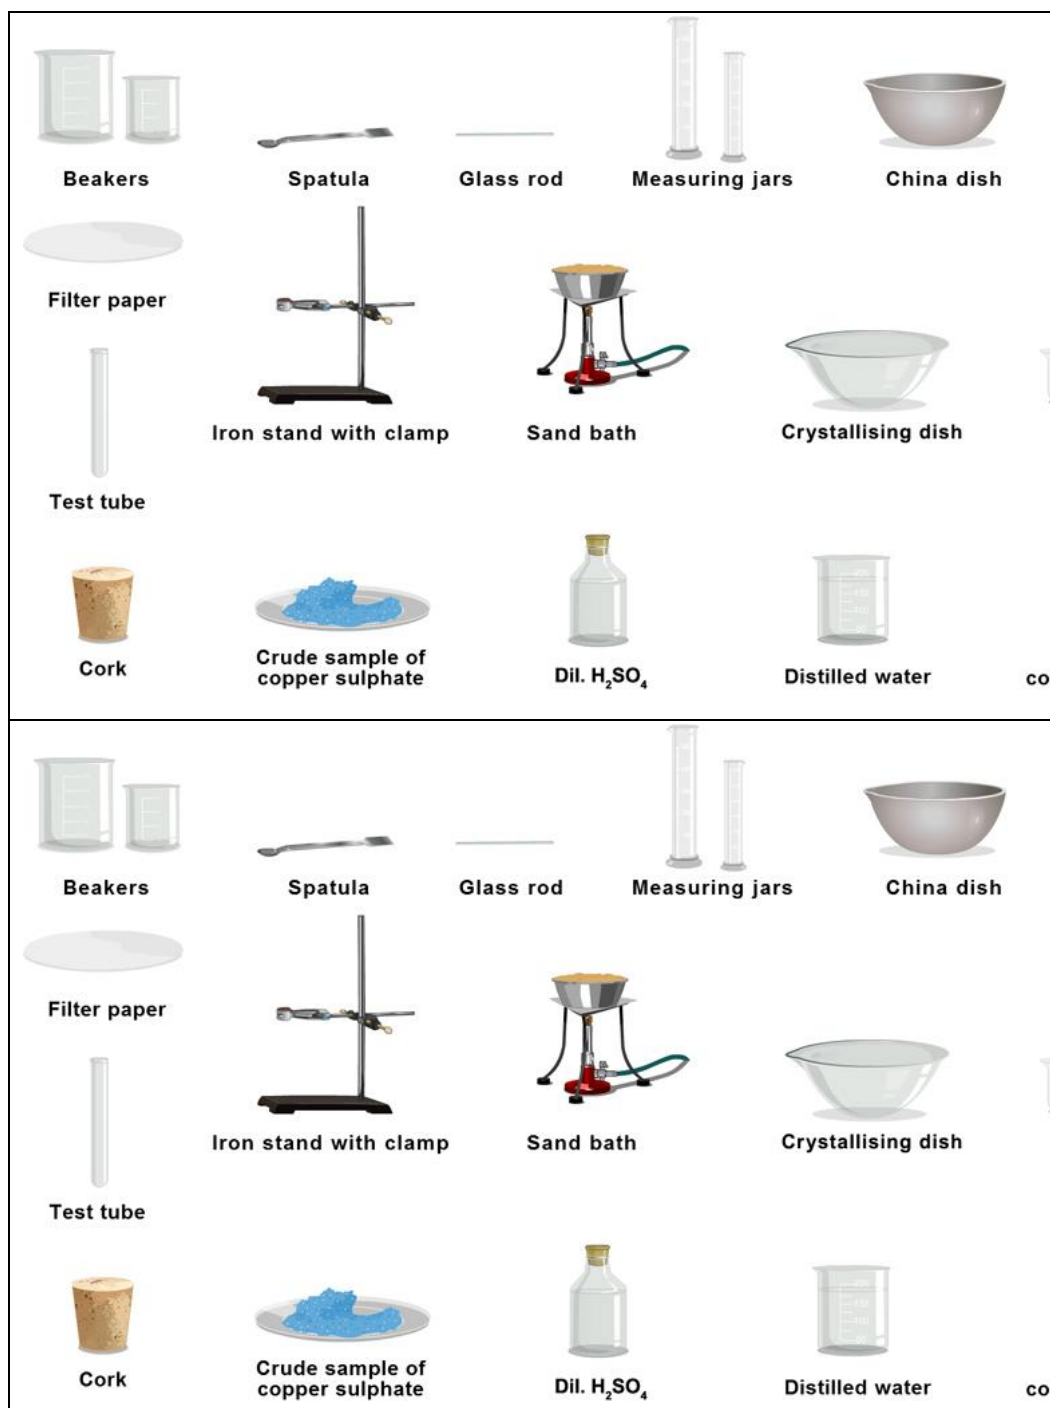 Beakers
Spatula
Glass rod
Measuring jars
China dish
Filter paper
Iron stand with clamp
Sand bath
Crystallising dish
Test tube
Cork
Crude sample of
copper sulphate
Dil. H₂SO₄
Distilled water
co
Beakers
Spatula
Glass rod
Measuring jars
China dish
Filter paper
Iron stand with clamp
Sand bath
Crystallising dish
Test tube
Cork
Crude sample of
copper sulphate
Dil. H₂SO₄
Distilled water
co